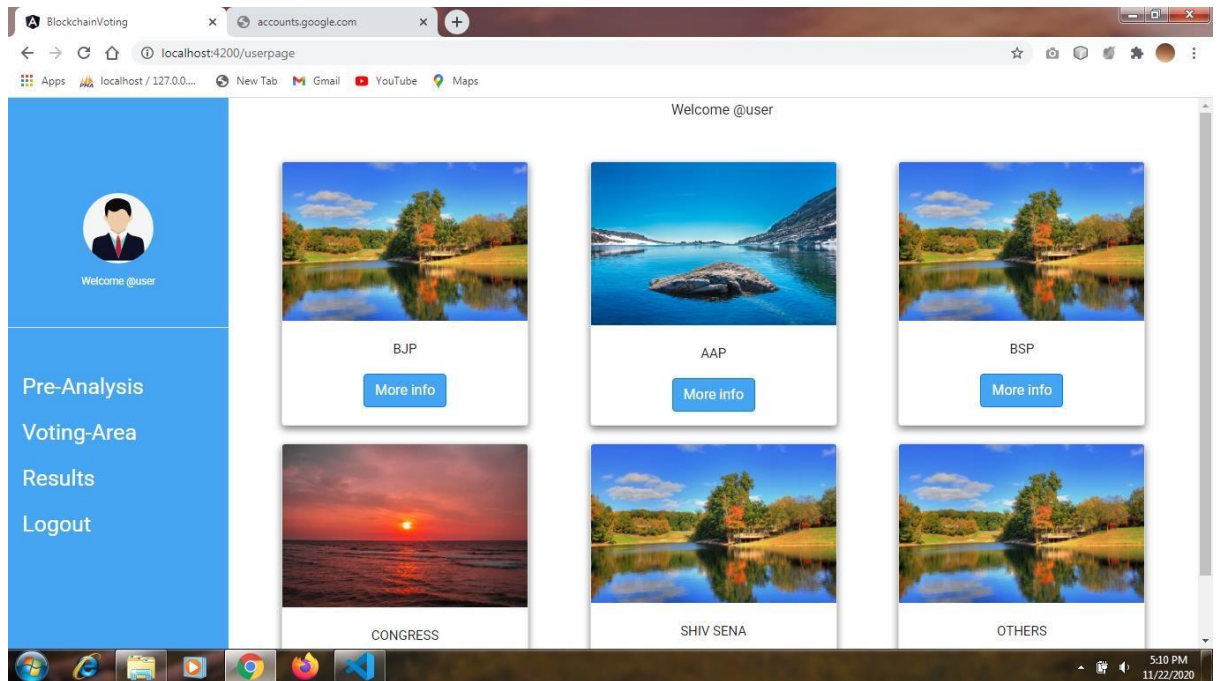 BlockchainVoting
accounts.google.com
localhost:4200/userpage
Apps
localhost / 127.0.0....
New Tab
Gmail
YouTube
Maps
Welcome @user
Welcome @user
Pre-Analysis
Voting-Area
Results
Logout
BJP
More info
AAP
More info
BSP
More info
CONGRESS
SHIV SENA
OTHERS
5:10 PM
11/22/2020